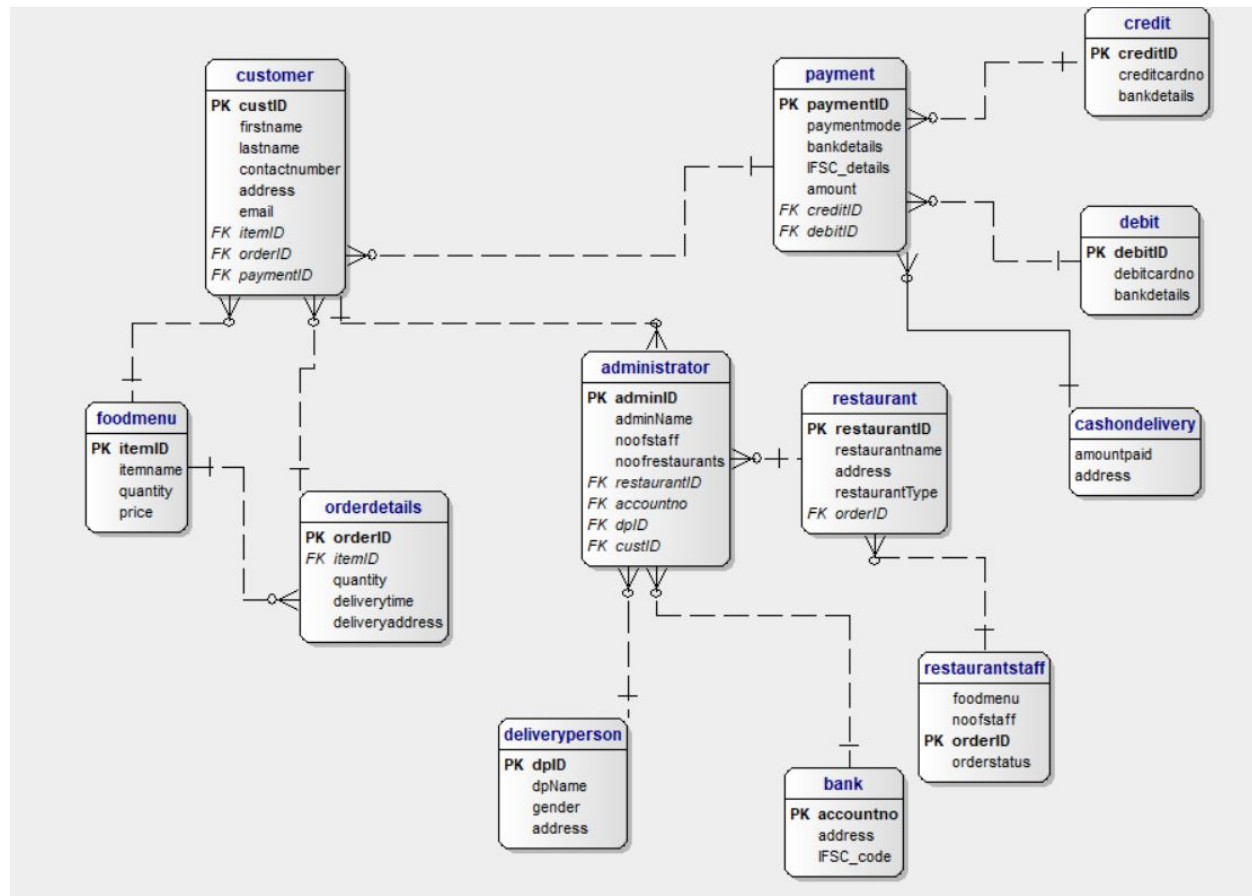 credit
PK creditID
creditcardno
bankdetails
customer
PK custID
firstname
lastname
contactnumber
address
email
FK itemID
FK orderID
FK paymentID
payment
PK paymentID
paymentmode
bankdetails
IFSC_details
amount
FK creditID
FK debitID
debit
PK debitID
debitcardno
bankdetails
foodmenu
PK itemID
itemname
quantity
price
orderdetails
PK orderID
FK itemID
quantity
deliverytime
deliveryaddress
administrator
PK adminID
adminName
noofstaff
noofrestaurants
FK restaurantID
FK accountno
FK dpID
FK custID
restaurant
PK restaurantID
restaurantname
address
restaurantType
FK orderID
cashondelivery
amountpaid
address
restaurantstaff
foodmenu
noofstaff
PK orderID
orderstatus
deliveryperson
PK dpID
dpName
gender
address
bank
PK accountno
address
IFSC_code